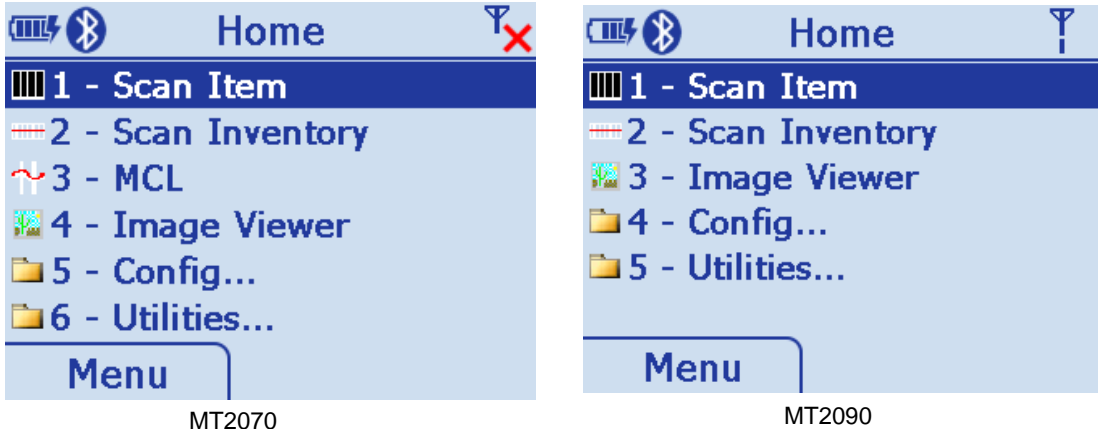 Home
1 - Scan Item
2 - Scan Inventory
3 - MCL
4 - Image Viewer
5 - Config...
6 - Utilities...
Menu
MT2070
Home
1 - Scan Item
2 - Scan Inventory
3 - Image Viewer
4 - Config...
5 - Utilities...
Menu
MT2090